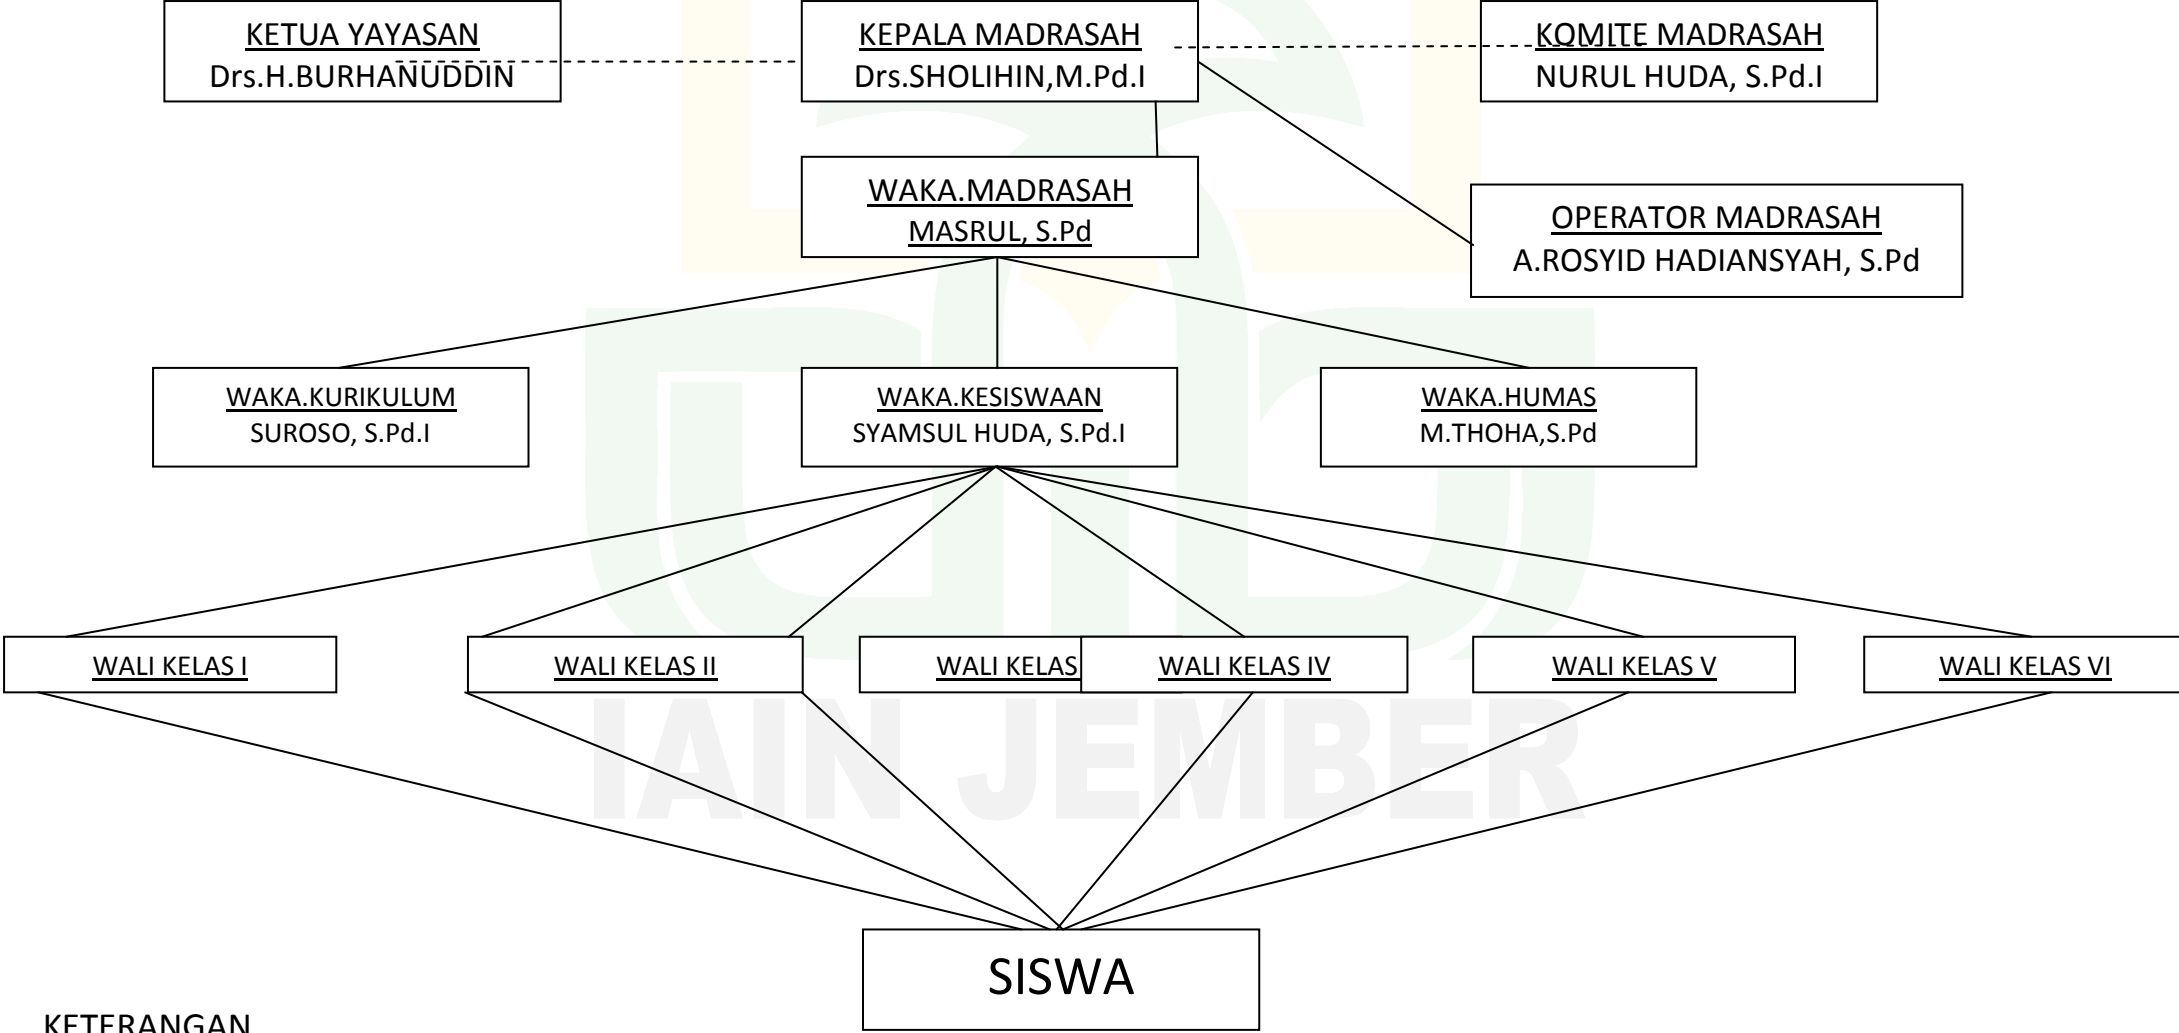 KETUA YAYASAN
Drs.H.BURHANUDDIN
KEPALA MADRASAH
Drs.SHOLIHIN,M.Pd.I
KOMITE MADRASAH
NURUL HUDA, S.Pd.I
WAKA.MADRASAH
MASRUL, S.Pd
OPERATOR MADRASAH
A.ROSYID HADIANSYAH, S.Pd
WAKA.KURIKULUM
SUROSO, S.Pd.I
WAKA.KESISWAAN
SYAMSUL HUDA, S.Pd.I
WAKA.HUMAS
M.THOHA,S.Pd
WALI KELAS I
WALI KELAS II
WALI KELAS
WALI KELAS IV
WALI KELAS V
WALI KELAS VI
IAIN JEMBER
SISWA
KETERANGAN